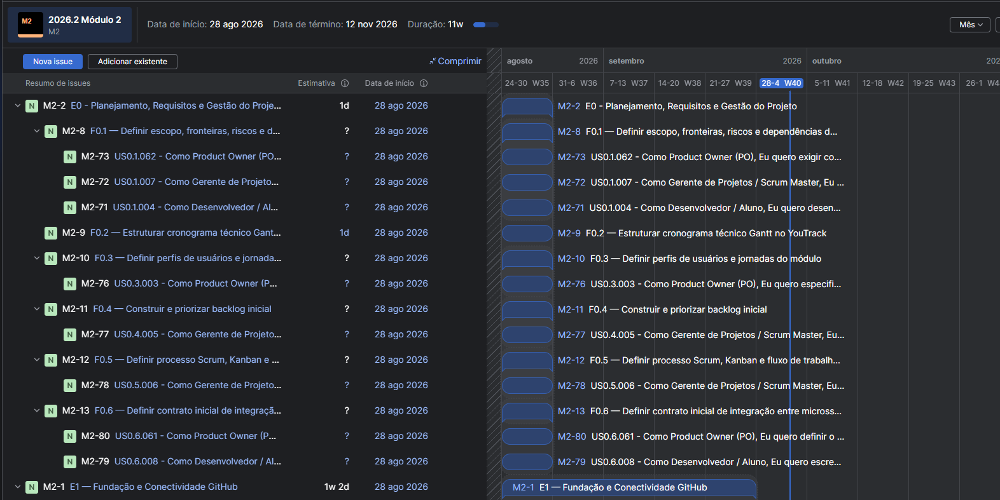 M2 2026.2 Módulo 2 Data de início: 28 ago 2026 Data de término: 12 nov 2026 Duração: 11w Mês
M2
Nova issue Adicionar existente Comprimir agosto 2026 setembro 2026 outubro 202
Resumo de issues Estimativa Data de início 24-30 W35 31-6 W36 7-13 W37 14-20 W38 21-27 W39 28-4 W40 5-11 W41 12-18 W42 19-25 W43 26-1 W4
N M2-2 E0 - Planejamento, Requisitos e Gestão do Proje... 1d 28 ago 2026 M2-2 E0 - Planejamento, Requisitos e Gestão do Projeto
N M2-8 F0.1 — Definir escopo, fronteiras, riscos e d... ? 28 ago 2026 M2-8 F0.1 — Definir escopo, fronteiras, riscos e dependências d...
N M2-73 US0.1.062 - Como Product Owner (PO... ? 28 ago 2026 M2-73 US0.1.062 - Como Product Owner (PO), Eu quero exigir co...
N M2-72 US0.1.007 - Como Gerente de Projeto... ? 28 ago 2026 M2-72 US0.1.007 - Como Gerente de Projetos / Scrum Master, Eu ...
N M2-71 US0.1.004 - Como Desenvolvedor / Al... ? 28 ago 2026 M2-71 US0.1.004 - Como Desenvolvedor / Aluno, Eu quero desen...
N M2-9 F0.2 — Estruturar cronograma técnico Gant... 1d 28 ago 2026 M2-9 F0.2 — Estruturar cronograma técnico Gantt no YouTrack
N M2-10 F0.3 — Definir perfis de usuários e jornada... ? 28 ago 2026 M2-10 F0.3 — Definir perfis de usuários e jornadas do módulo
N M2-76 US0.3.003 - Como Product Owner (P... ? 28 ago 2026 M2-76 US0.3.003 - Como Product Owner (PO), Eu quero especifi...
N M2-11 F0.4 — Construir e priorizar backlog inicial ? 28 ago 2026 M2-11 F0.4 — Construir e priorizar backlog inicial
N M2-77 US0.4.005 - Como Gerente de Projeto... ? 28 ago 2026 M2-77 US0.4.005 - Como Gerente de Projetos / Scrum Master, Eu...
N M2-12 F0.5 — Definir processo Scrum, Kanban e ... ? 28 ago 2026 M2-12 F0.5 — Definir processo Scrum, Kanban e fluxo de trabalh...
N M2-78 US0.5.006 - Como Gerente de Projeto... ? 28 ago 2026 M2-78 US0.5.006 - Como Gerente de Projetos / Scrum Master, Eu...
N M2-13 F0.6 — Definir contrato inicial de integraçã... ? 28 ago 2026 M2-13 F0.6 — Definir contrato inicial de integração entre micross...
N M2-80 US0.6.061 - Como Product Owner (P... ? 28 ago 2026 M2-80 US0.6.061 - Como Product Owner (PO), Eu quero definir o ...
N M2-79 US0.6.008 - Como Desenvolvedor / Al... ? 28 ago 2026 M2-79 US0.6.008 - Como Desenvolvedor / Aluno, Eu quero escre...
N M2-1 E1 — Fundação e Conectividade GitHub 1w 2d 28 ago 2026 M2-1 E1 — Fundação e Conectividade GitHub